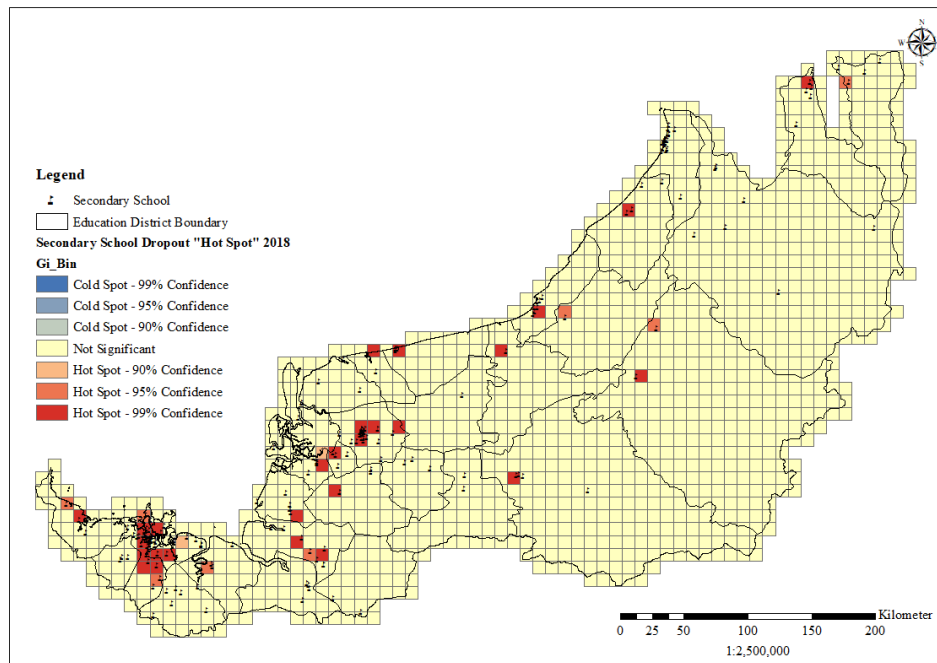 N
W
E
S
Legend
Secondary School
Education District Boundary
Secondary School Dropout "Hot Spot" 2018
Gi_Bin
Cold Spot - 99% Confidence
Cold Spot - 95% Confidence
Cold Spot - 90% Confidence
Not Significant
Hot Spot - 90% Confidence
Hot Spot - 95% Confidence
Hot Spot - 99% Confidence
Kilometer
0 25 50 100 150 200
1:2,500,000